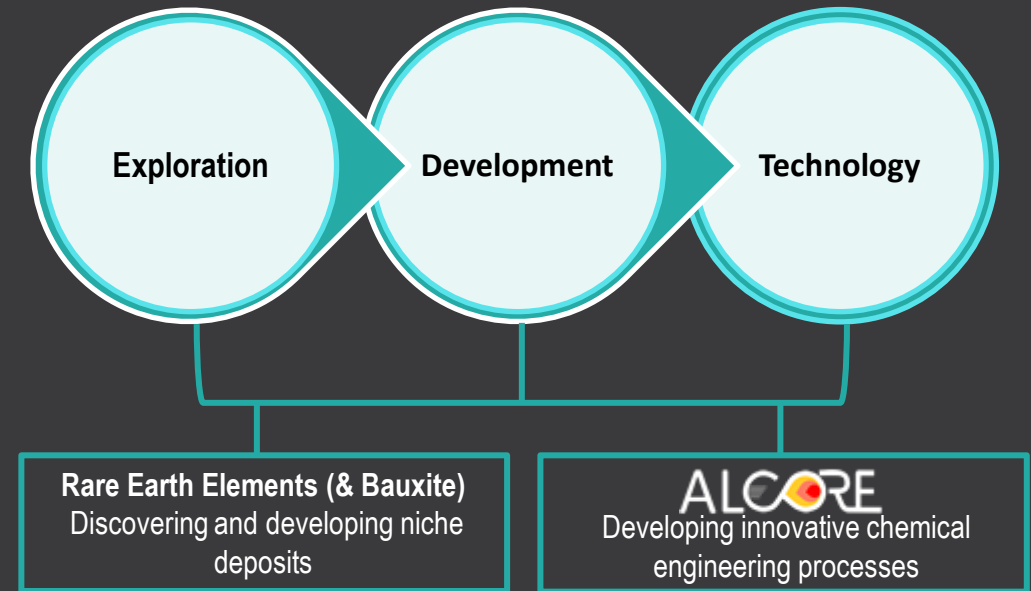 Exploration
Development
Technology
Rare Earth Elements (& Bauxite)
Discovering and developing niche
deposits
ALCORE
Developing innovative chemical
engineering processes